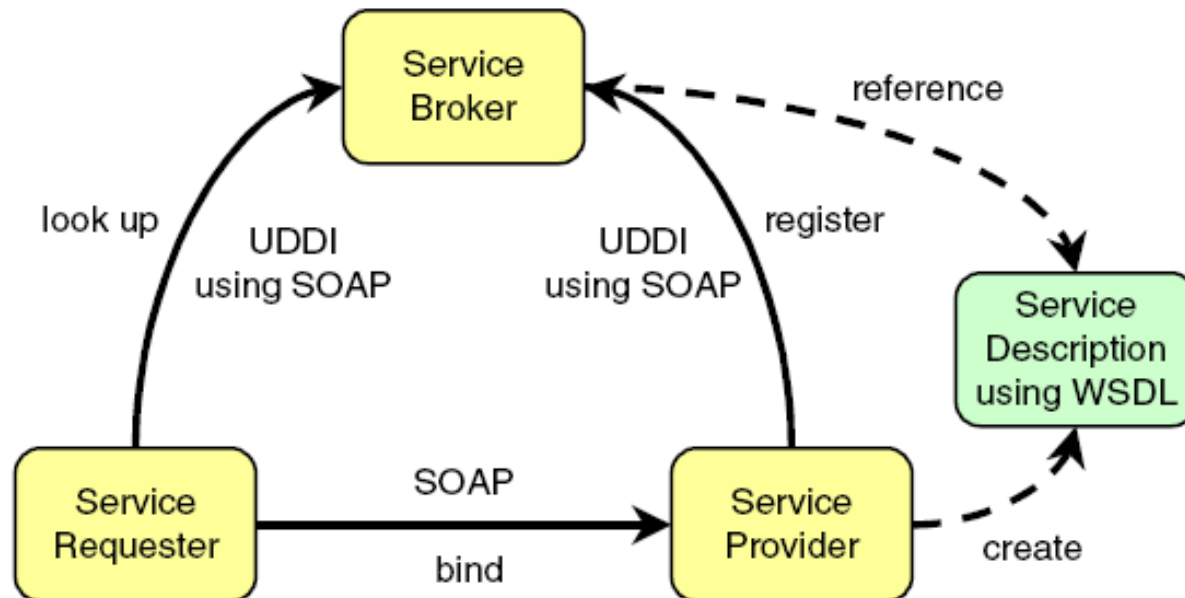 Service
Broker
reference
look up
UDDI
using SOAP
UDDI
using SOAP
register
Service
Description
using WSDL
Service
Requester
SOAP
bind
Service
Provider
create